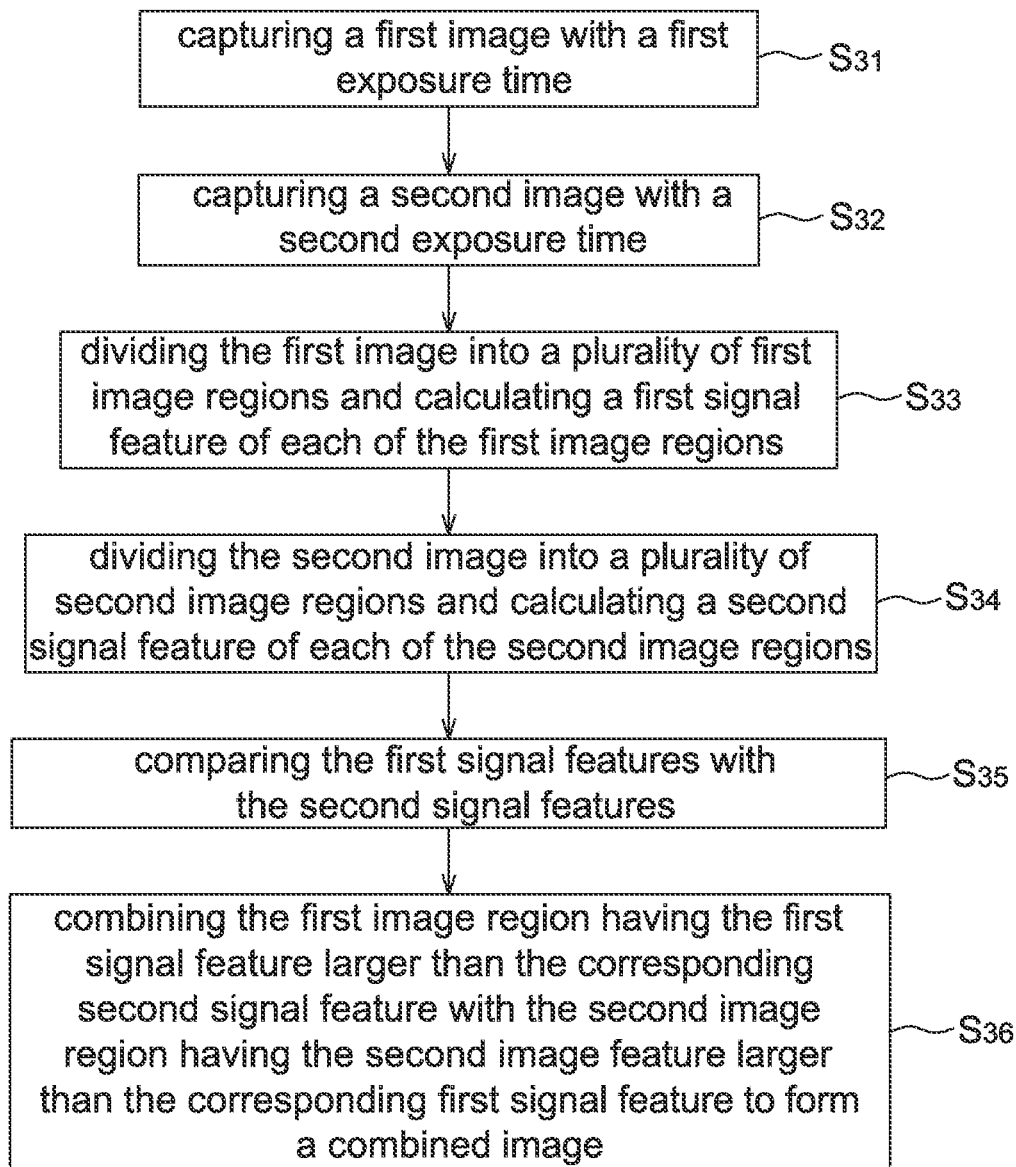 capturing a first image with a first
exposure time
S31
capturing a second image with a
second exposure time
S32
dividing the first image into a plurality of first
image regions and calculating a first signal
feature of each of the first image regions
S33
dividing the second image into a plurality of
second image regions and calculating a second
signal feature of each of the second image regions
S34
comparing the first signal features with
the second signal features
S35
combining the first image region having the first
signal feature larger than the corresponding
second signal feature with the second image
region having the second image feature larger
than the corresponding first signal feature to form
a combined image
S36